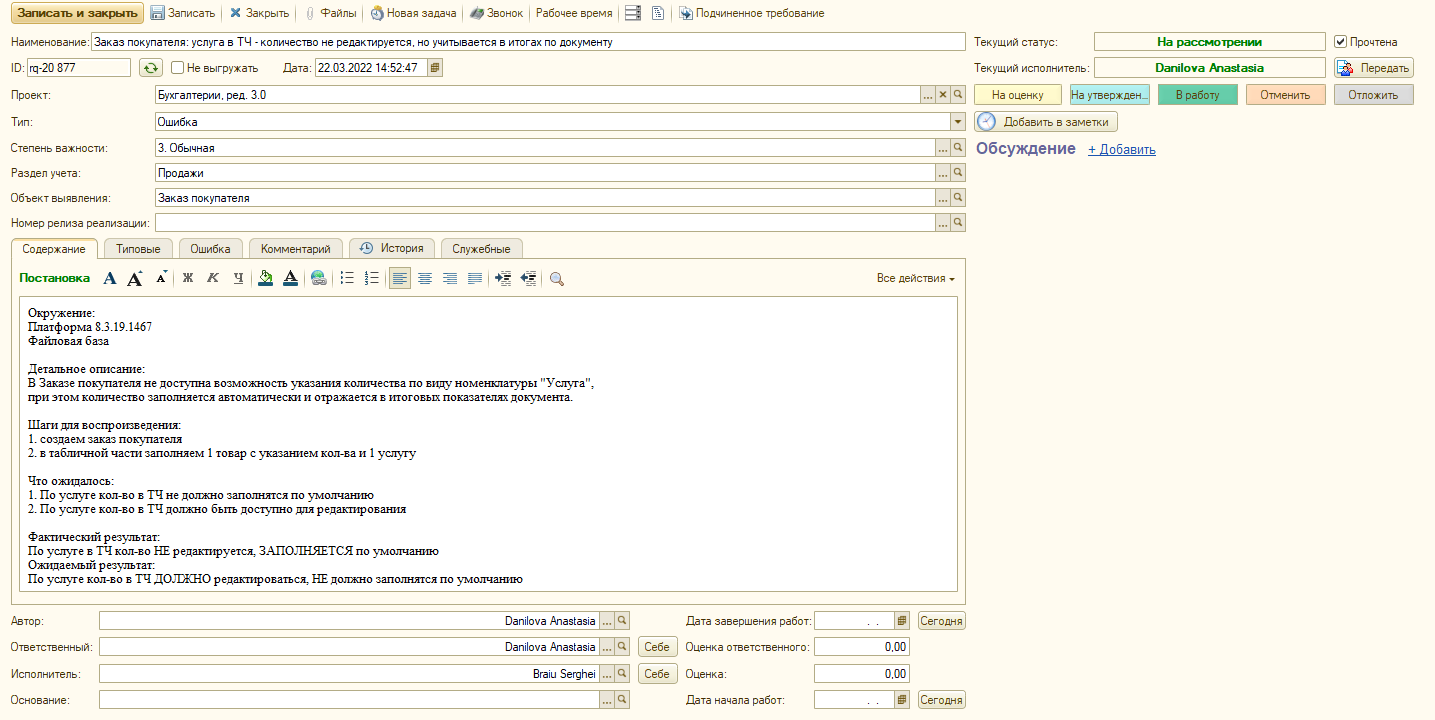 Записать и закрыть Записать Закрыть Файлы Новая задача Звонок Рабочее время Подчиненное требование
Наименование: Заказ покупателя: услуга в ТЧ - количество не редактируется, но учитывается в итогах по документу
Текущий статус: На рассмотрении Прочтена
ID: rq-20 877 Не выгружать Дата: 22.03.2022 14:52:47
Текущий исполнитель: Danilova Anastasia Передать
Проект: Бухгалтерии, ред. 3.0
На оценку На утвержден... В работу Отменить Отложить
Тип: Ошибка
Добавить в заметки
Степень важности: 3. Обычная
Обсуждение + Добавить
Раздел учета: Продажи
Объект выявления: Заказ покупателя
Номер релиза реализации:
Содержание Типовые Ошибка Комментарий История Служебные
Постановка А А А Ж К Ч А Все действия
Окружение:
Платформа 8.3.19.1467
Файловая база
Детальное описание:
В Заказе покупателя не доступна возможность указания количества по виду номенклатуры "Услуга",
при этом количество заполняется автоматически и отражается в итоговых показателях документа.
Шаги для воспроизведения:
1. создаем заказ покупателя
2. в табличной части заполняем 1 товар с указанием кол-ва и 1 услугу
Что ожидалось:
1. По услуге кол-во в ТЧ не должно заполнятся по умолчанию
2. По услуге кол-во в ТЧ должно быть доступно для редактирования
Фактический результат:
По услуге в ТЧ кол-во НЕ редактируется, ЗАПОЛНЯЕТСЯ по умолчанию
Ожидаемый результат:
По услуге кол-во в ТЧ ДОЛЖНО редактироваться, НЕ должно заполнятся по умолчанию
Автор: Danilova Anastasia ... Дата завершения работ: . . Сегодня
Ответственный: Danilova Anastasia ... Себе Оценка ответственного: 0,00
Исполнитель: Braiu Serghei ... Себе Оценка: 0,00
Основание: ... Дата начала работ: . . Сегодня